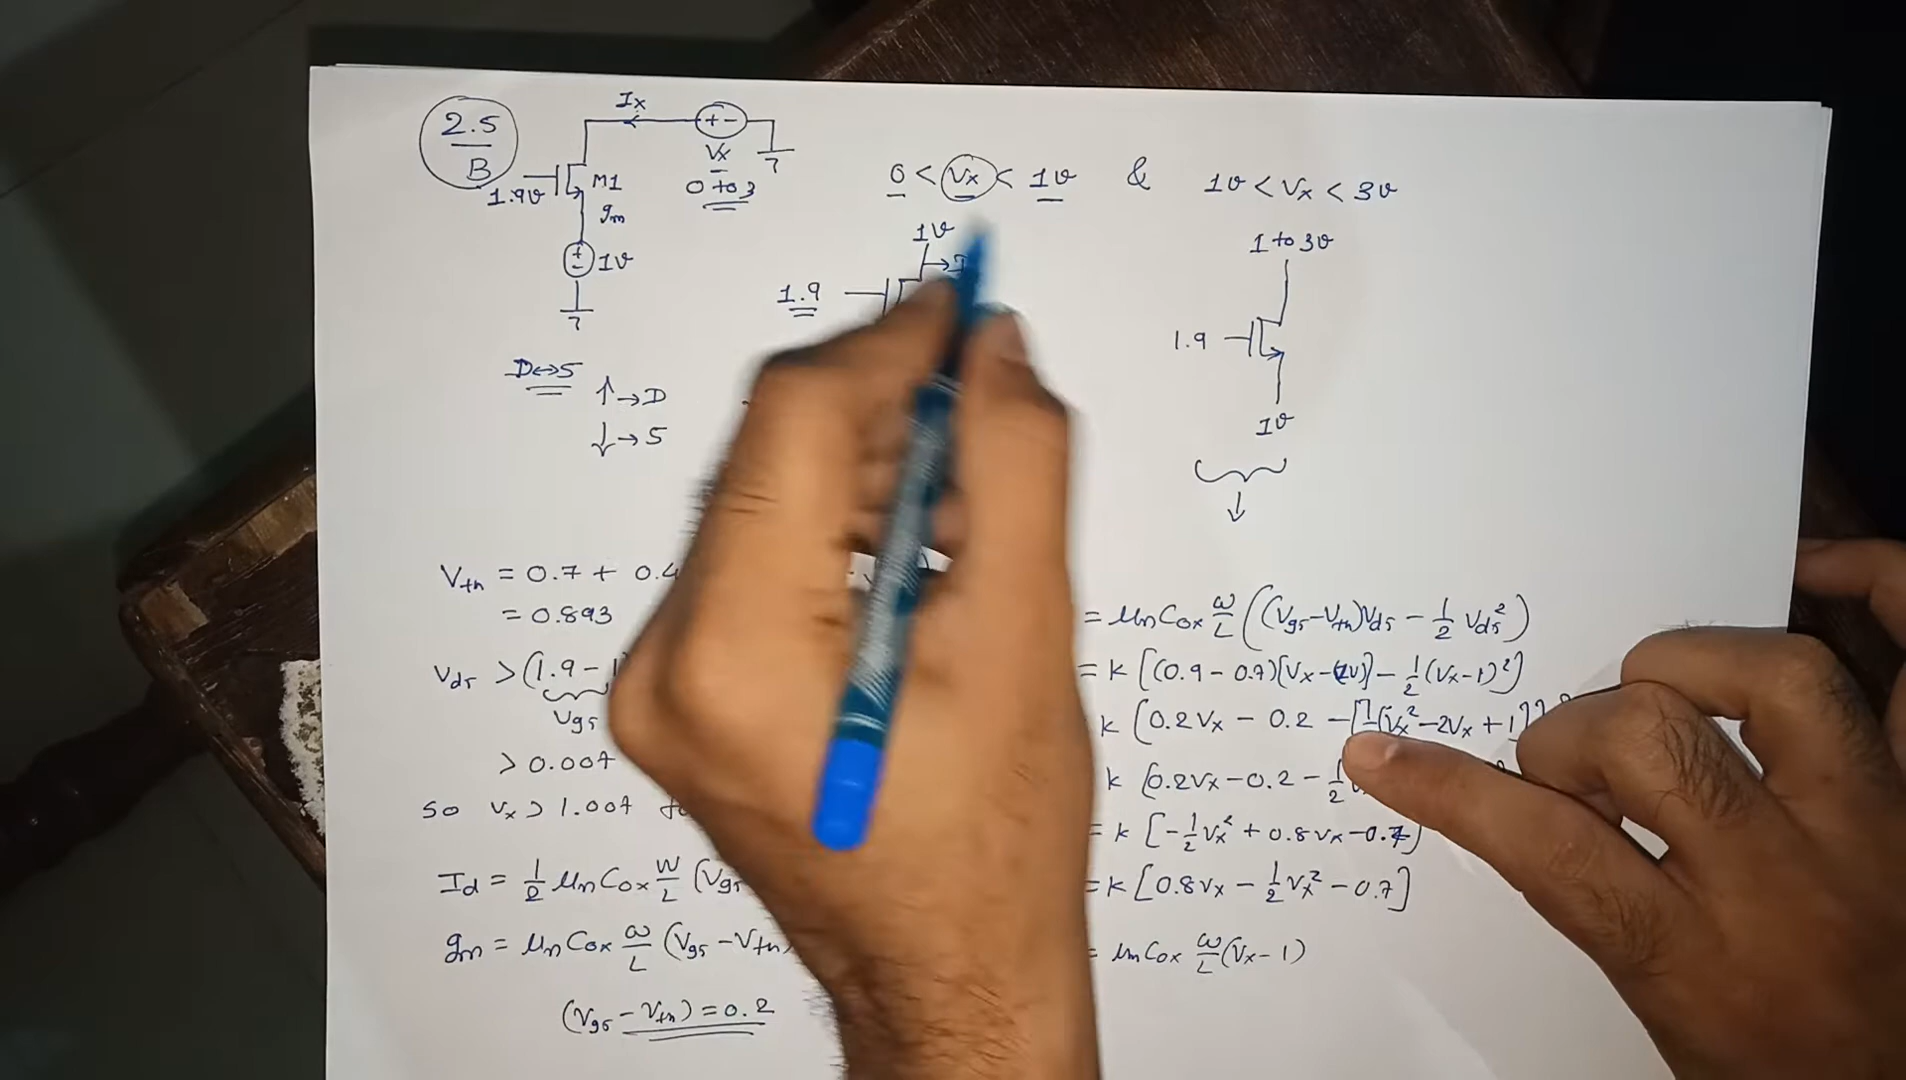 2.5
B
Ix
Vx
0 to 3
1.9v
M1
gm
1v
D↔S
↑→D
↓→S
0 < Vx < 1v & 1v < Vx < 3v
1v
1.9
1 to 3v
1.9
1v
Vtn = 0.7 + 0.4
= 0.893
Vds > (1.9 - 1
Vgs
> 0.007
so Vx > 1.007
Id = 1/2 μnCox W/L (Vgs
gm = μnCox W/L (Vgs - Vtn)
(Vgs - Vtn) = 0.2
= μnCox W/L ((Vgs-Vtn)Vds - 1/2 Vds²)
= k [(0.9 - 0.7)[Vx - 1v] - 1/2 (Vx-1)²]
k [0.2Vx - 0.2 - (Vx² - 2Vx + 1
k [0.2Vx - 0.2 - 1/2
= k [-1/2 Vx² + 0.8Vx - 0.7]
= k [0.8Vx - 1/2 Vx² - 0.7]
= μnCox W/L (Vx - 1)